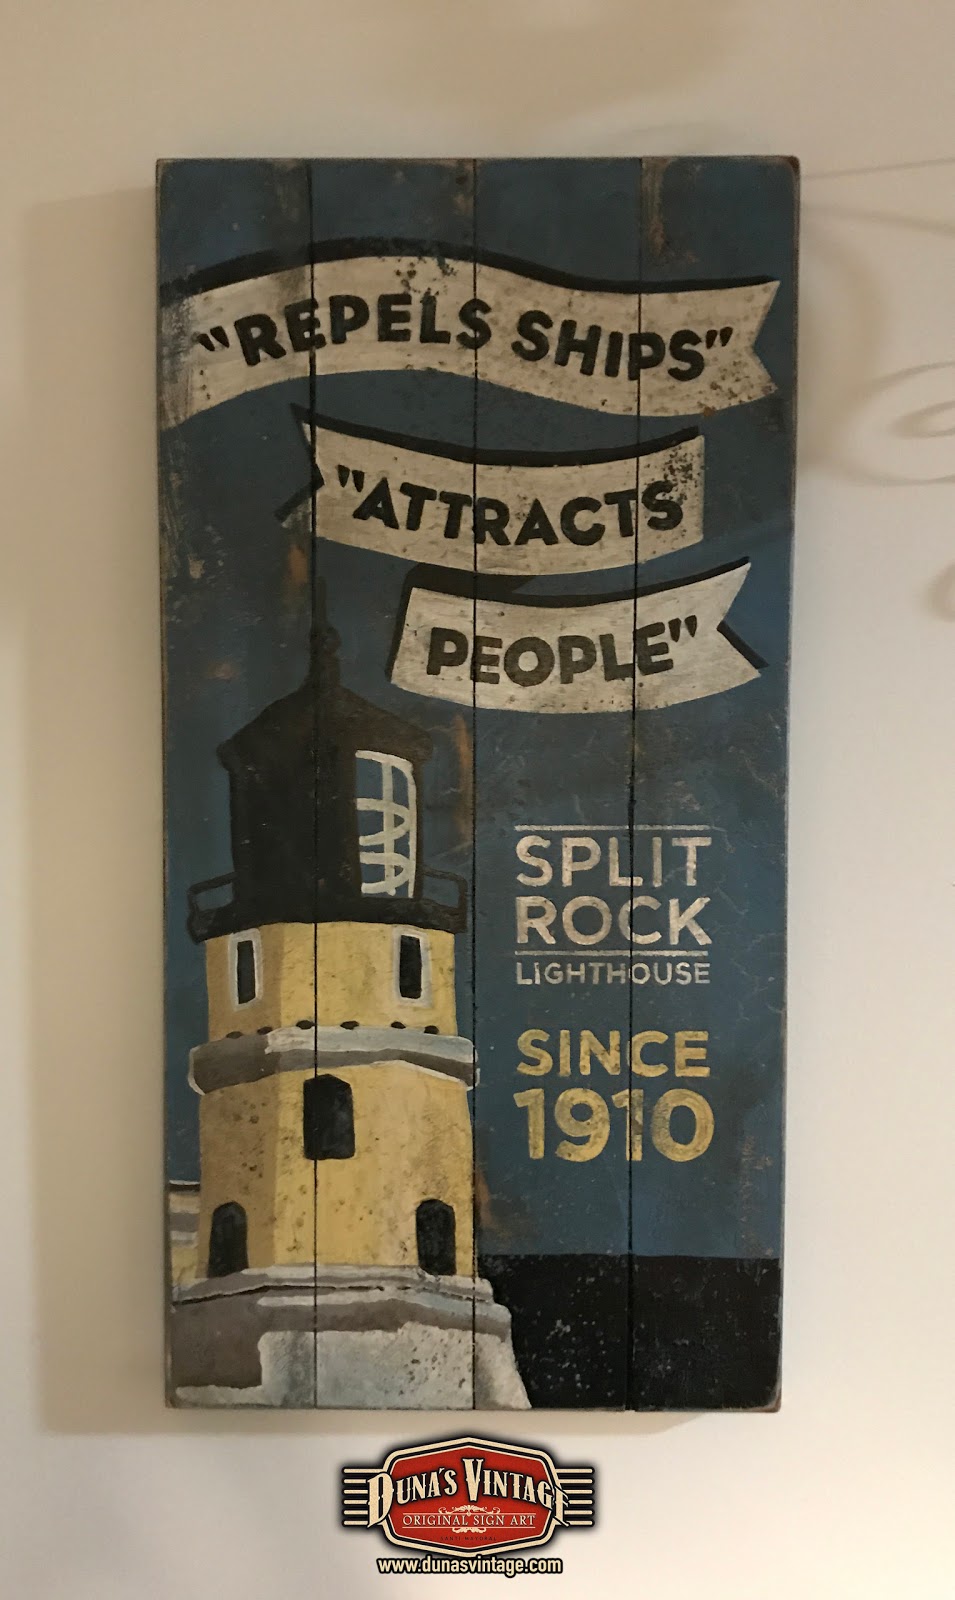 "REPELS SHIPS"
"ATTRACTS
PEOPLE"
SPLIT
ROCK
LIGHTHOUSE
SINCE
1910
DUNA'S VINTAGE
ORIGINAL SIGN ART
www.dunasvintage.com